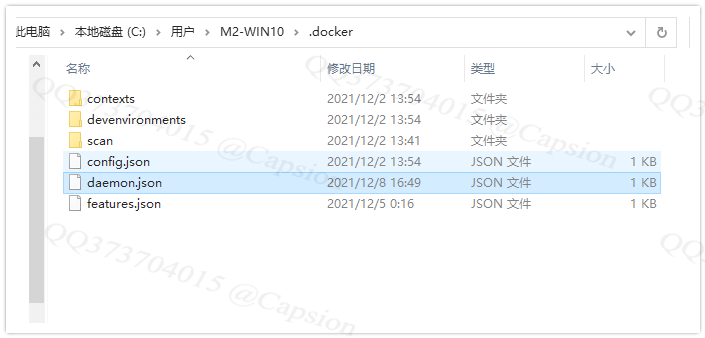 此电脑 > 本地磁盘 (C:) > 用户 > M2-WIN10 > .docker
名称 修改日期 类型 大小
contexts 2021/12/2 13:54 文件夹
devenvironments 2021/12/2 13:54 文件夹
scan 2021/12/2 13:41 文件夹
config.json 2021/12/2 13:54 JSON 文件 1 KB
daemon.json 2021/12/8 16:49 JSON 文件 1 KB
features.json 2021/12/5 0:16 JSON 文件 1 KB
QQ373704015 @Capsion
QQ373704015 @Capsion
QQ373704015 @Capsion